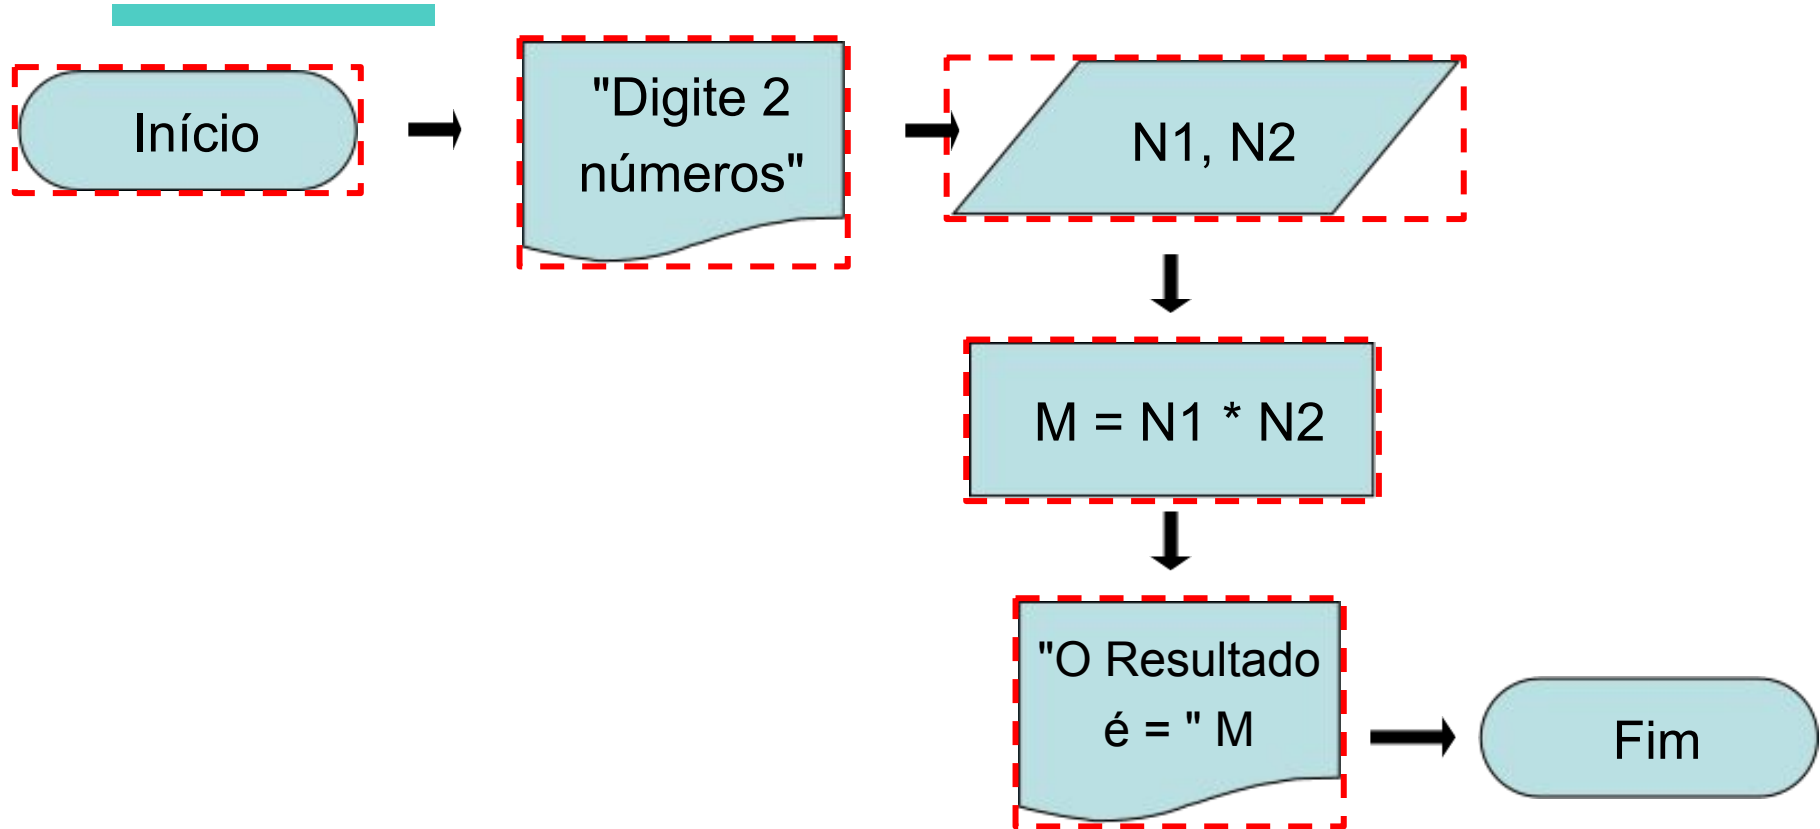 Início
"Digite 2
números"
N1, N2
M = N1 * N2
"O Resultado
é = " M
Fim